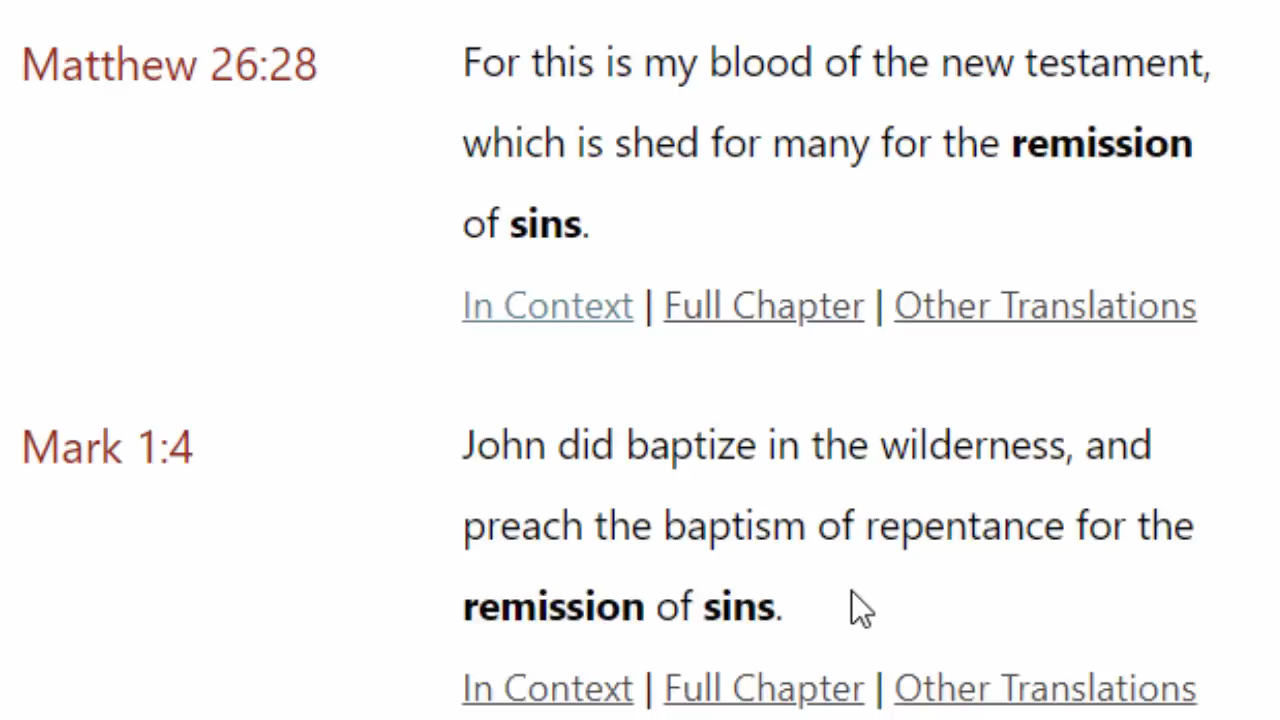 Matthew 26:28
For this is my blood of the new testament,
which is shed for many for the remission
of sins.
In Context | Full Chapter | Other Translations
Mark 1:4
John did baptize in the wilderness, and
preach the baptism of repentance for the
remission of sins.
In Context | Full Chapter | Other Translations